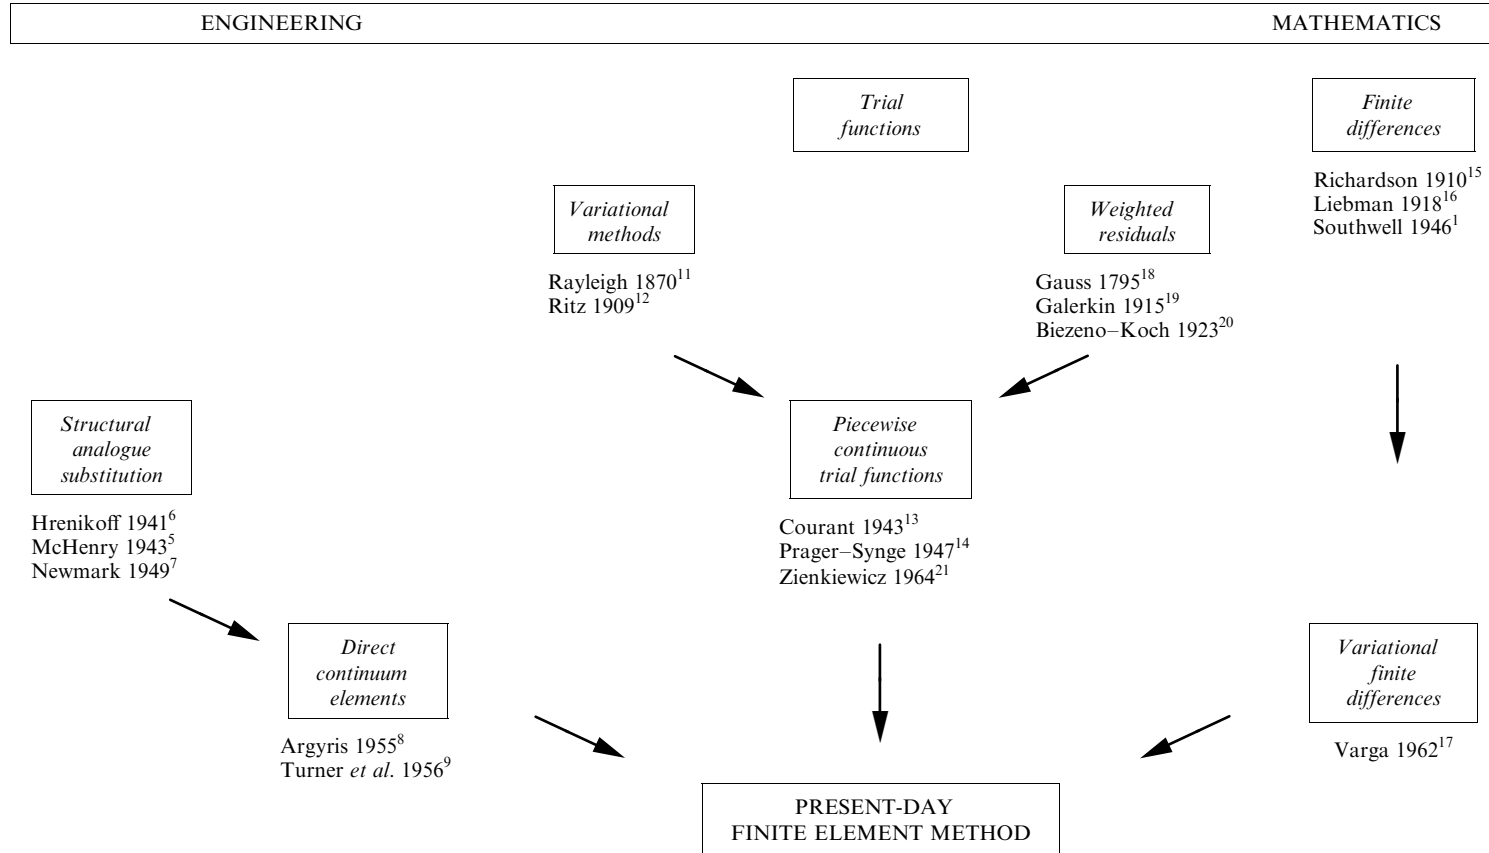 ENGINEERING
MATHEMATICS
Trial
functions
Finite
differences
Richardson 1910¹⁵
Liebman 1918¹⁶
Southwell 1946¹
Variational
methods
Rayleigh 1870¹¹
Ritz 1909¹²
Weighted
residuals
Gauss 1795¹⁸
Galerkin 1915¹⁹
Biezeno–Koch 1923²⁰
Structural
analogue
substitution
Hrenikoff 1941⁶
McHenry 1943⁵
Newmark 1949⁷
Piecewise
continuous
trial functions
Courant 1943¹³
Prager–Synge 1947¹⁴
Zienkiewicz 1964²¹
Direct
continuum
elements
Argyris 1955⁸
Turner et al. 1956⁹
Variational
finite
differences
Varga 1962¹⁷
PRESENT-DAY
FINITE ELEMENT METHOD